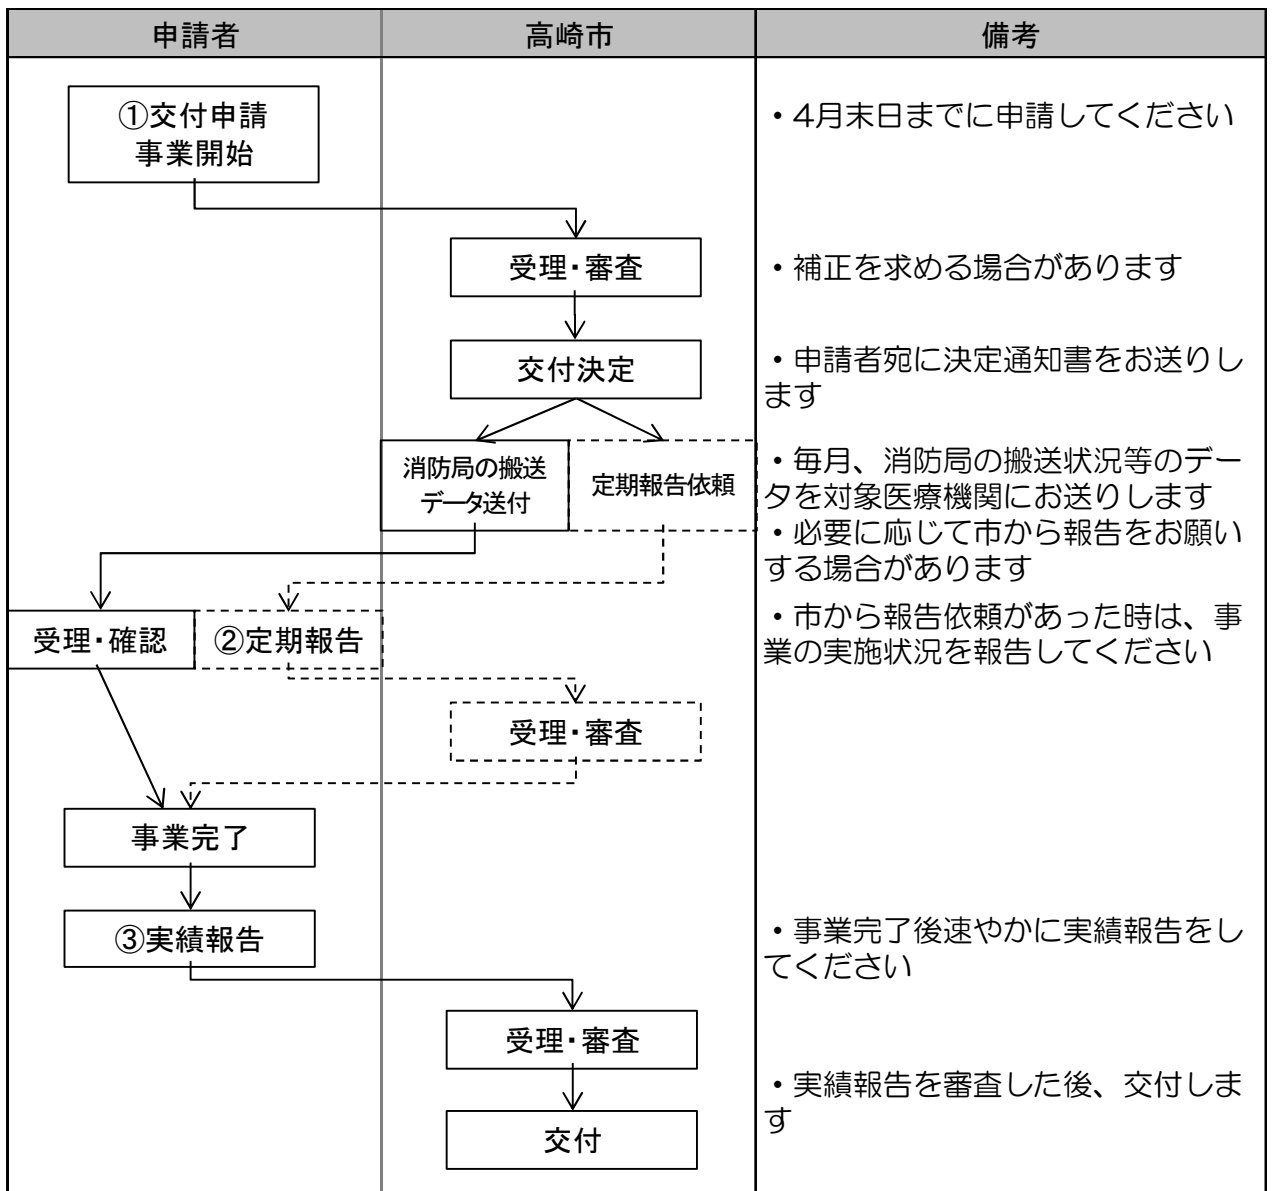 申請者
高崎市
備考
①交付申請
事業開始
・4月末日までに申請してください
受理・審査
・補正を求める場合があります
交付決定
・申請者宛に決定通知書をお送りし
ます
消防局の搬送
データ送付
定期報告依頼
・毎月、消防局の搬送状況等のデー
タを対象医療機関にお送りします
・必要に応じて市から報告をお願い
する場合があります
受理・確認
②定期報告
・市から報告依頼があった時は、事
業の実施状況を報告してください
受理・審査
事業完了
③実績報告
・事業完了後速やかに実績報告をし
てください
受理・審査
・実績報告を審査した後、交付しま
す
交付